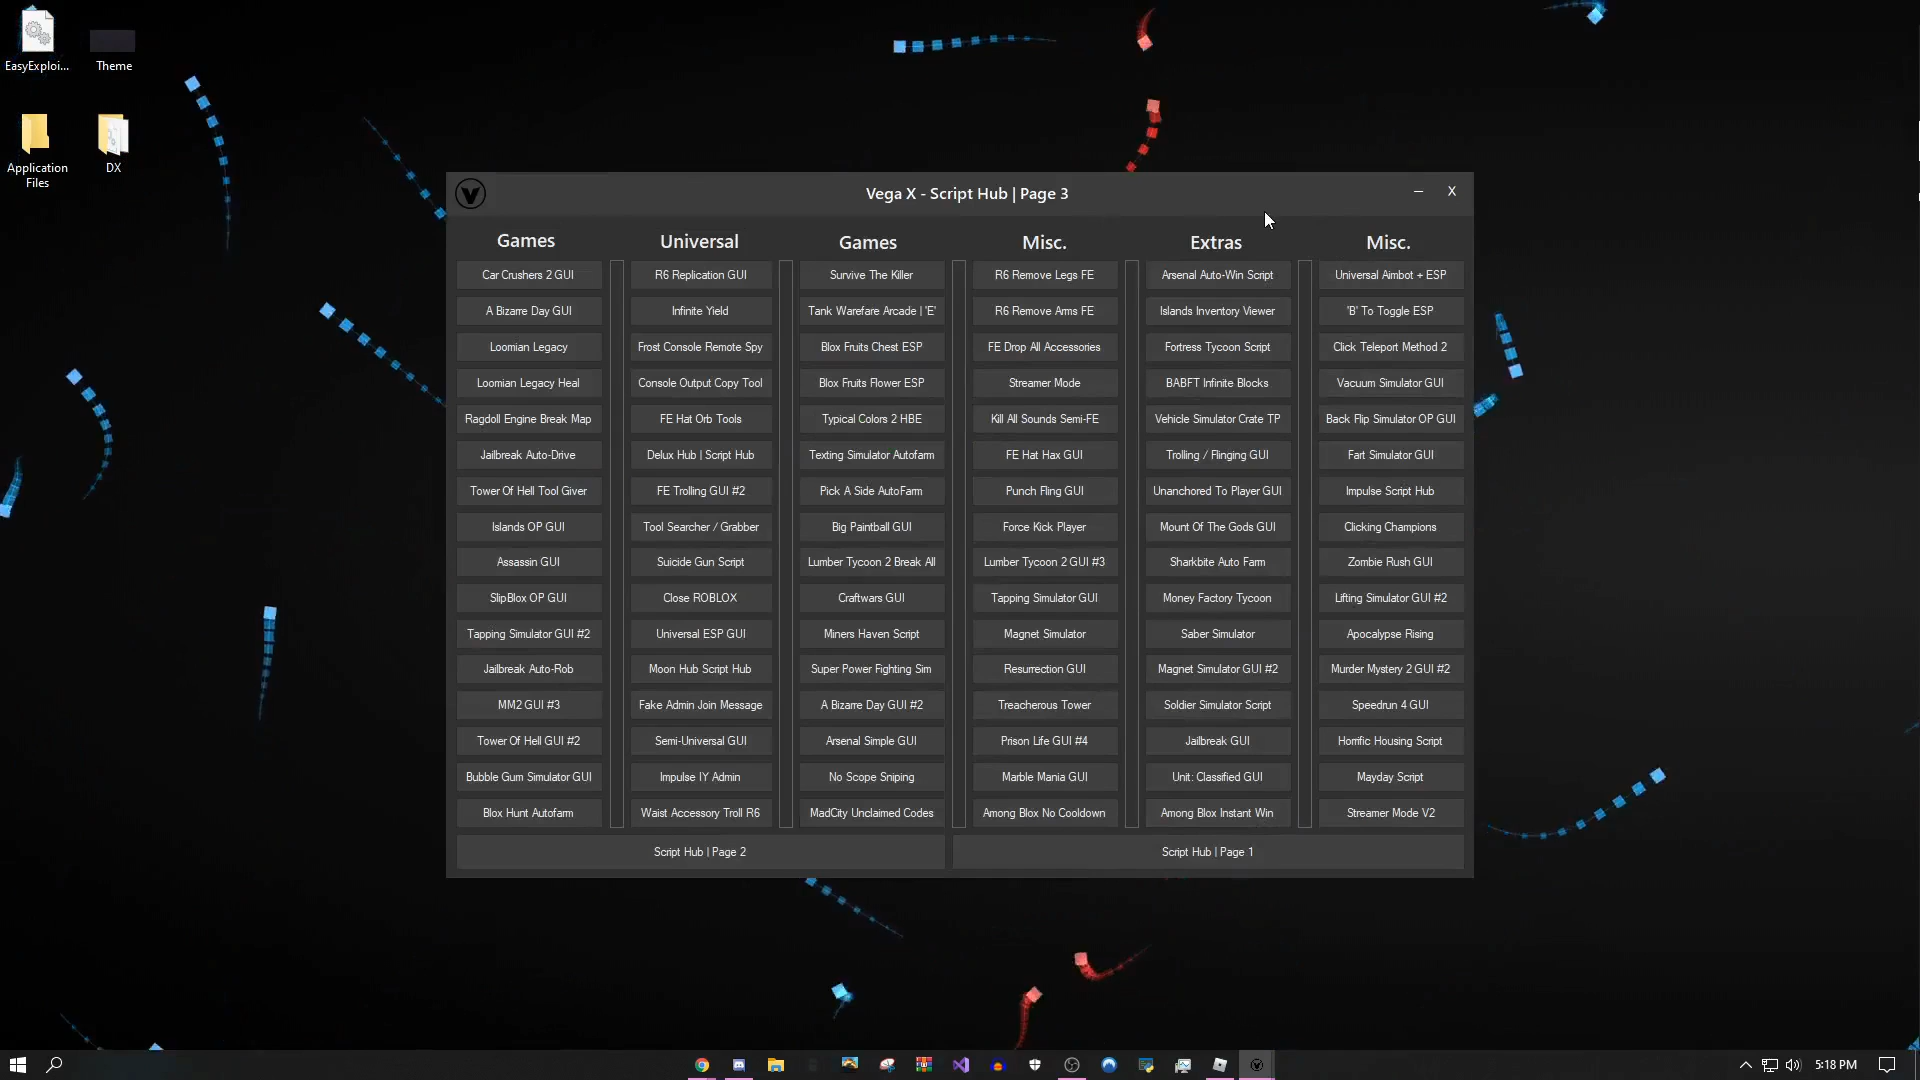 EasyExploi...
Theme
Application
Files
DX
Vega X - Script Hub | Page 3
X
Games
Car Crushers 2 GUI
A Bizarre Day GUI
Loomian Legacy
Loomian Legacy Heal
Ragdoll Engine Break Map
Jailbreak Auto-Drive
Tower Of Hell Tool Giver
Islands OP GUI
Assassin GUI
SlipBlox OP GUI
Tapping Simulator GUI #2
Jailbreak Auto-Rob
MM2 GUI #3
Tower Of Hell GUI #2
Bubble Gum Simulator GUI
Blox Hunt Autofarm
Universal
R6 Replication GUI
Infinite Yield
Frost Console Remote Spy
Console Output Copy Tool
FE Hat Orb Tools
Delux Hub | Script Hub
FE Trolling GUI #2
Tool Searcher / Grabber
Suicide Gun Script
Close ROBLOX
Universal ESP GUI
Moon Hub Script Hub
Fake Admin Join Message
Semi-Universal GUI
Impulse IY Admin
Waist Accessory Troll R6
Games
Survive The Killer
Tank Warefare Arcade | 'E'
Blox Fruits Chest ESP
Blox Fruits Flower ESP
Typical Colors 2 HBE
Texting Simulator Autofarm
Pick A Side AutoFarm
Big Paintball GUI
Lumber Tycoon 2 Break All
Craftwars GUI
Miners Haven Script
Super Power Fighting Sim
A Bizarre Day GUI #2
Arsenal Simple GUI
No Scope Sniping
MadCity Unclaimed Codes
Misc.
R6 Remove Legs FE
R6 Remove Arms FE
FE Drop All Accessories
Streamer Mode
Kill All Sounds Semi-FE
FE Hat Hax GUI
Punch Fling GUI
Force Kick Player
Lumber Tycoon 2 GUI #3
Tapping Simulator GUI
Magnet Simulator
Resurrection GUI
Treacherous Tower
Prison Life GUI #4
Marble Mania GUI
Among Blox No Cooldown
Extras
Arsenal Auto-Win Script
Islands Inventory Viewer
Fortress Tycoon Script
BABFT Infinite Blocks
Vehicle Simulator Crate TP
Trolling / Flinging GUI
Unanchored To Player GUI
Mount Of The Gods GUI
Sharkbite Auto Farm
Money Factory Tycoon
Saber Simulator
Magnet Simulator GUI #2
Soldier Simulator Script
Jailbreak GUI
Unit: Classified GUI
Among Blox Instant Win
Misc.
Universal Aimbot + ESP
'B' To Toggle ESP
Click Teleport Method 2
Vacuum Simulator GUI
Back Flip Simulator OP GUI
Fart Simulator GUI
Impulse Script Hub
Clicking Champions
Zombie Rush GUI
Lifting Simulator GUI #2
Apocalypse Rising
Murder Mystery 2 GUI #2
Speedrun 4 GUI
Horrific Housing Script
Mayday Script
Streamer Mode V2
Script Hub | Page 2
Script Hub | Page 1
5:18 PM